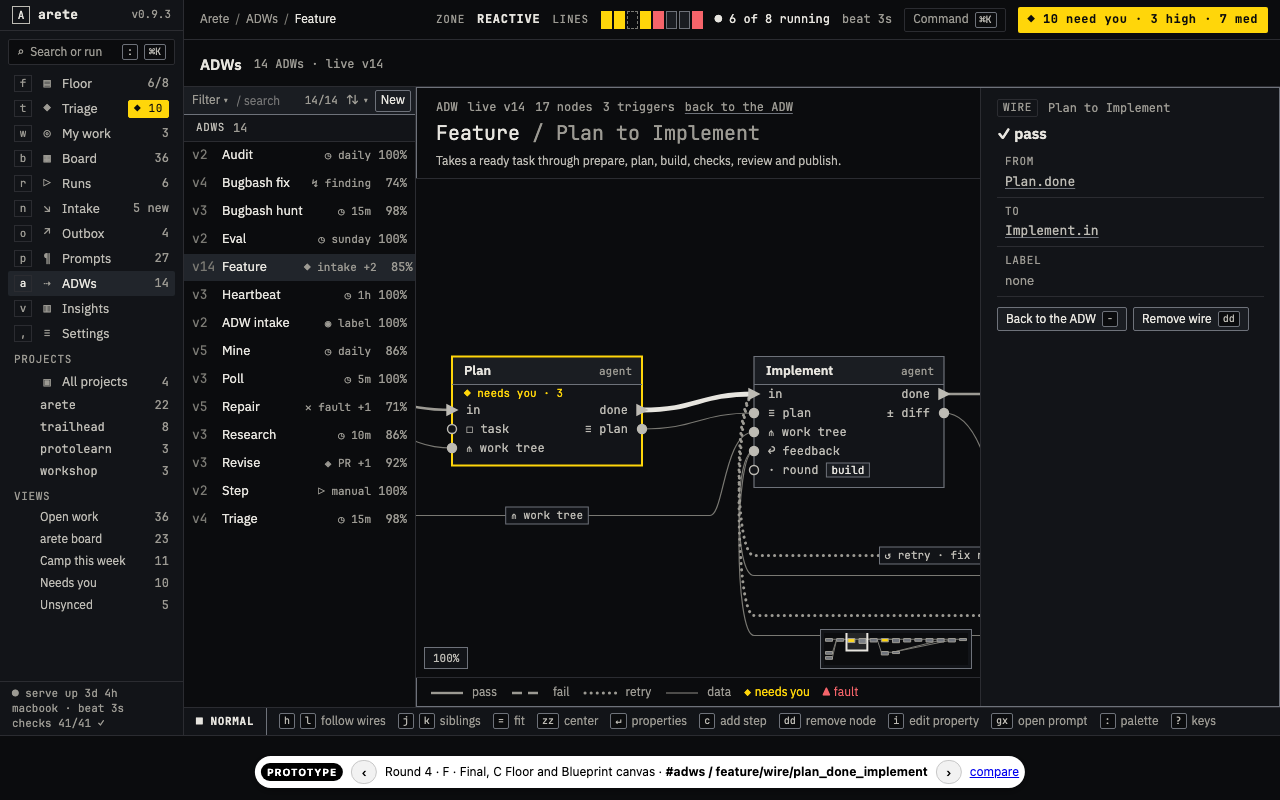 A arete v0.9.3
Search or run : ⌘K
f Floor 6/8
t Triage ◆ 10
w My work 3
b Board 36
r Runs 6
n Intake 5 new
o Outbox 4
p Prompts 27
a ADWs 14
v Insights
, Settings
PROJECTS
All projects 4
arete 22
trailhead 8
protolearn 3
workshop 3
VIEWS
Open work 36
arete board 23
Camp this week 11
Needs you 10
Unsynced 5
● serve up 3d 4h
macbook · beat 3s
checks 41/41 ✓
Arete / ADWs / Feature
ZONE REACTIVE LINES
● 6 of 8 running beat 3s
Command ⌘K
◆ 10 need you · 3 high · 7 med
ADWs 14 ADWs · live v14
Filter ▾ / search 14/14 ⇅ ▾ New
ADWS 14
v2 Audit daily 100%
v4 Bugbash fix finding 74%
v3 Bugbash hunt 15m 98%
v2 Eval sunday 100%
v14 Feature ◆ intake +2 85%
v3 Heartbeat 1h 100%
v2 ADW intake label 100%
v5 Mine daily 86%
v3 Poll 5m 100%
v5 Repair × fault +1 71%
v3 Research 10m 86%
v3 Revise ◆ PR +1 92%
v2 Step ▷ manual 100%
v4 Triage 15m 98%
ADW live v14 17 nodes 3 triggers back to the ADW
Feature / Plan to Implement
Takes a ready task through prepare, plan, build, checks, review and publish.
Plan agent
◆ needs you · 3
in done
□ task ≡ plan
work tree
Implement agent
in done
≡ plan ± diff
work tree
feedback
· round build
work tree
↺ retry · fix
100%
pass fail retry data ◆ needs you ▲ fault
WIRE Plan to Implement
✓ pass
FROM
Plan.done
TO
Implement.in
LABEL
none
Back to the ADW -
Remove wire dd
■ NORMAL
h l follow wires j k siblings = fit zz center ↵ properties c add step dd remove node i edit property gx open prompt : palette ? keys
PROTOTYPE ‹ Round 4 · F · Final, C Floor and Blueprint canvas · #adws / feature/wire/plan_done_implement › compare